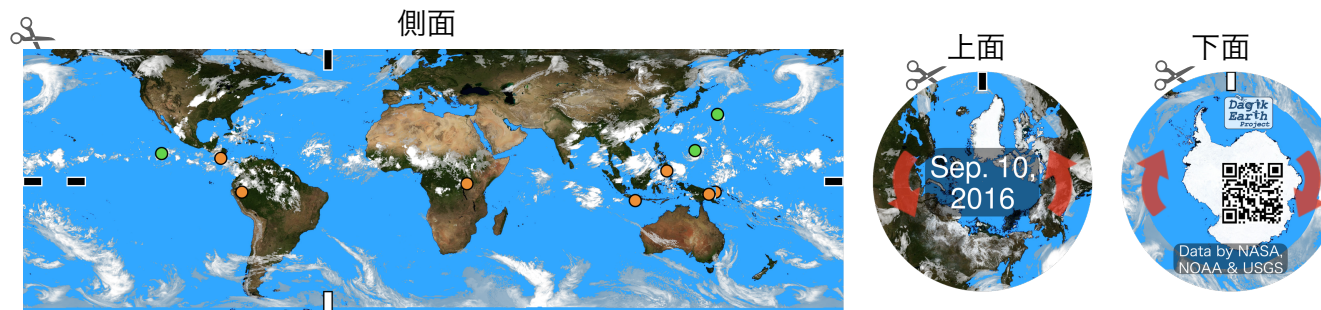 側面
上面
下面
Sep. 10,
2016
Dagik
Earth
Project
Data by NASA,
NOAA & USGS